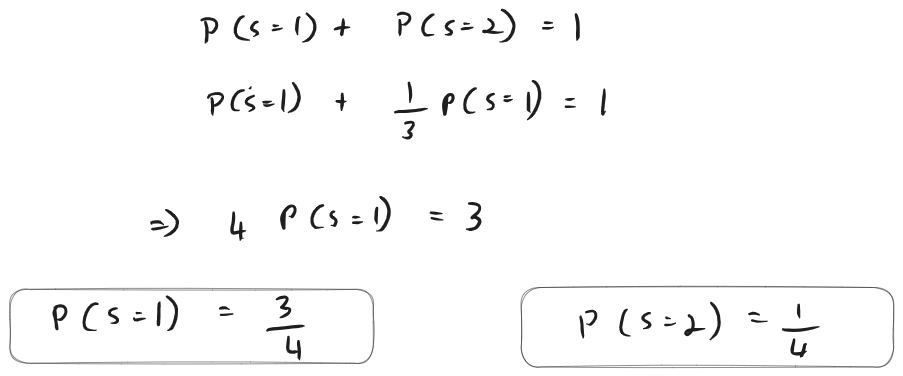 P(s=1) + P(s=2) = 1
P(s=1) + 1/3 P(s=1) = 1
⇒ 4 P(s=1) = 3
P(s=1) = 3/4
P(s=2) = 1/4